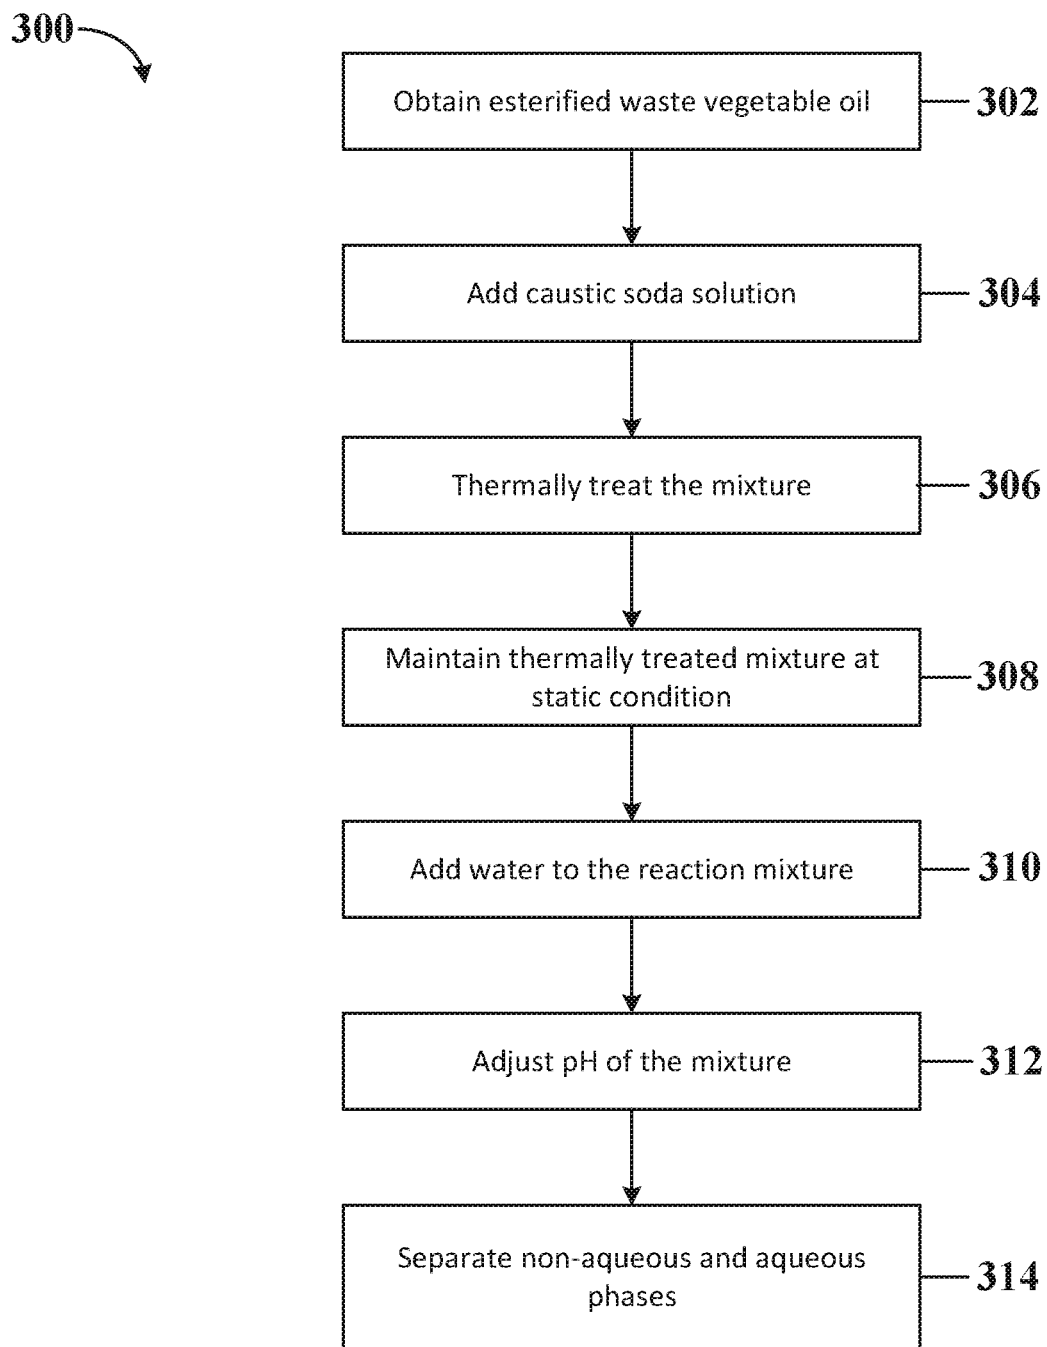 300
Obtain esterified waste vegetable oil
302
Add caustic soda solution
304
Thermally treat the mixture
306
Maintain thermally treated mixture at
static condition
308
Add water to the reaction mixture
310
Adjust pH of the mixture
312
Separate non-aqueous and aqueous
phases
314